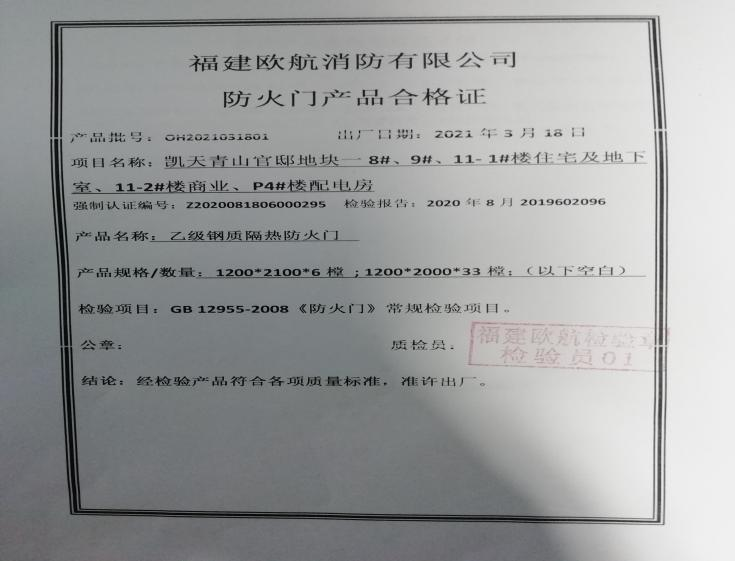 福建欧航消防有限公司
防火门产品合格证
产品批号：OH2021031801 出厂日期：2021 年 3 月 18 日
项目名称：凯天青山官邸地块一 8#、9#、11- 1#楼住宅及地下
室、11-2#楼商业、P4#楼配电房
强制认证编号：Z2020081806000295 检验报告：2020 年 8 月 2019602096
产品名称：乙级钢质隔热防火门
产品规格/数量：1200*2100*6 樘 ；1200*2000*33 樘；（以下空白）
检验项目：GB 12955-2008《防火门》常规检验项目。
公章： 质检员：
福建欧航检验章
检验员01
结论：经检验产品符合各项质量标准，准许出厂。